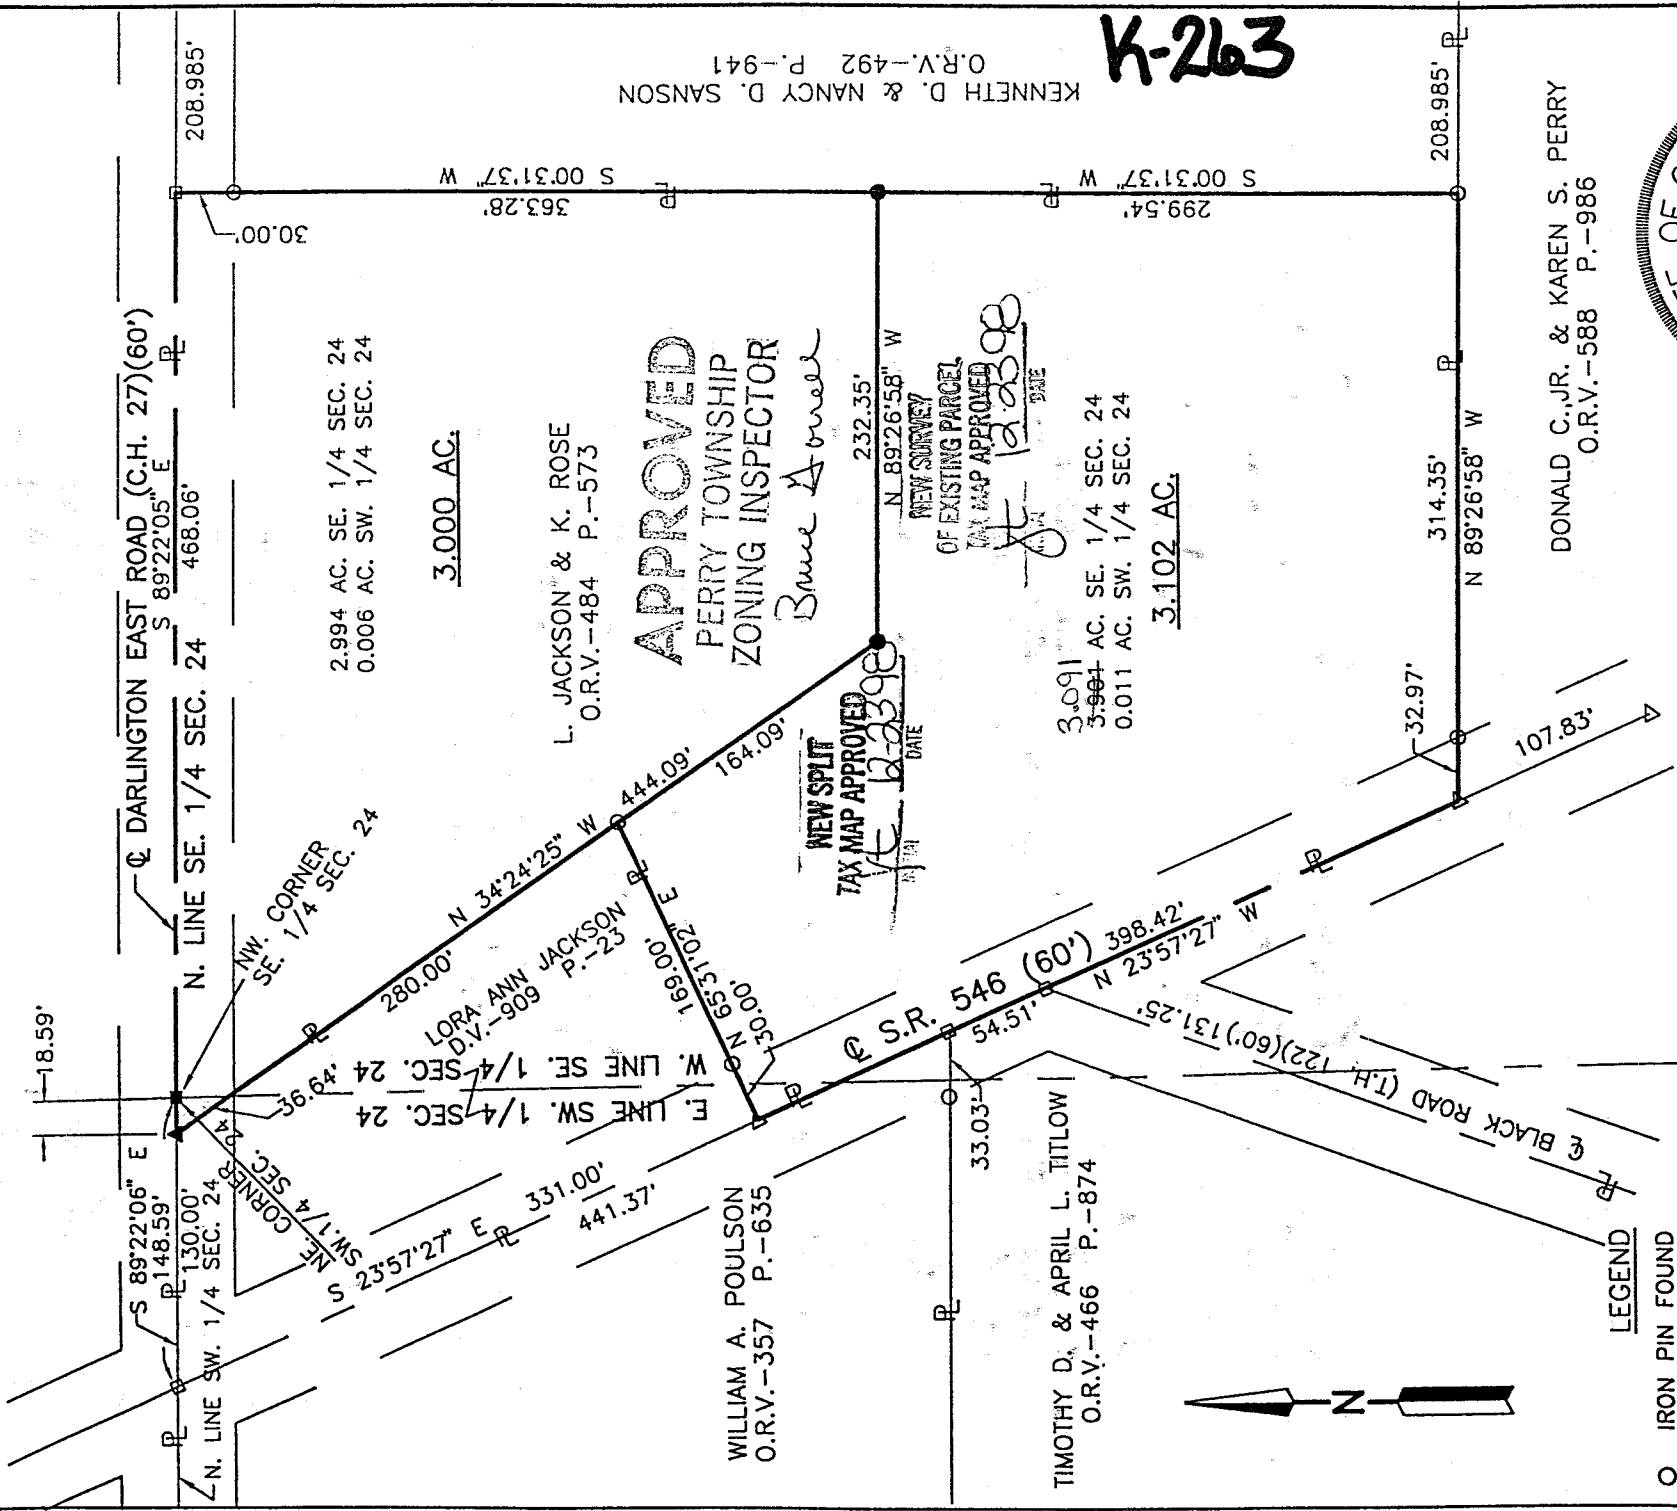 K-263
KENNETH D. & NANCY D. SANSON
O.R.V.-492 P.-941
208.985'
208.985'
℄ DARLINGTON EAST ROAD (C.H. 27)(60')
S 89°22'05" E
468.06'
N. LINE SE. 1/4 SEC. 24
30.00'
S 00°31'37" W
363.28'
S 00°31'37" W
299.54'
2.994 AC. SE. 1/4 SEC. 24
0.006 AC. SW. 1/4 SEC. 24
3.000 AC.
L. JACKSON & K. ROSE
O.R.V.-484 P.-573
APPROVED
PERRY TOWNSHIP
ZONING INSPECTOR
Bruce
232.35'
N 89°26'58" W
NEW SURVEY
OF EXISTING PARCEL
TAX MAP APPROVED
12-23-98
DATE
3.091
3.901 AC. SE. 1/4 SEC. 24
0.011 AC. SW. 1/4 SEC. 24
3.102 AC.
314.35'
N 89°26'58" W
DONALD C.,JR. & KAREN S. PERRY
O.R.V.-588 P.-986
32.97'
107.83'
NEW SPLIT
TAX MAP APPROVED
12-23-98
DATE
NW. CORNER
SE. 1/4 SEC. 24
18.59'
N 34°24'25" W
444.09'
164.09'
280.00'
36.64'
LORA ANN JACKSON
D.V.-909 P.-23
169.00'
N 65°31'02" E
30.00'
W. LINE SE. 1/4 SEC. 24
E. LINE SW. 1/4 SEC. 24
℄ S.R. 546 (60')
398.42'
N 23°57'27" W
54.51'
131.25'
℄ BLACK ROAD (T.H. 122)(60')
33.03'
S 89°22'06" E
148.59'
130.00'
N. LINE SW. 1/4 SEC. 24
NE. CORNER
SW. 1/4 SEC. 24
S 23°57'27" E
331.00'
441.37'
WILLIAM A. POULSON
O.R.V.-357 P.-635
TIMOTHY D. & APRIL L. TITLOW
O.R.V.-466 P.-874
N
LEGEND
O IRON PIN FOUND